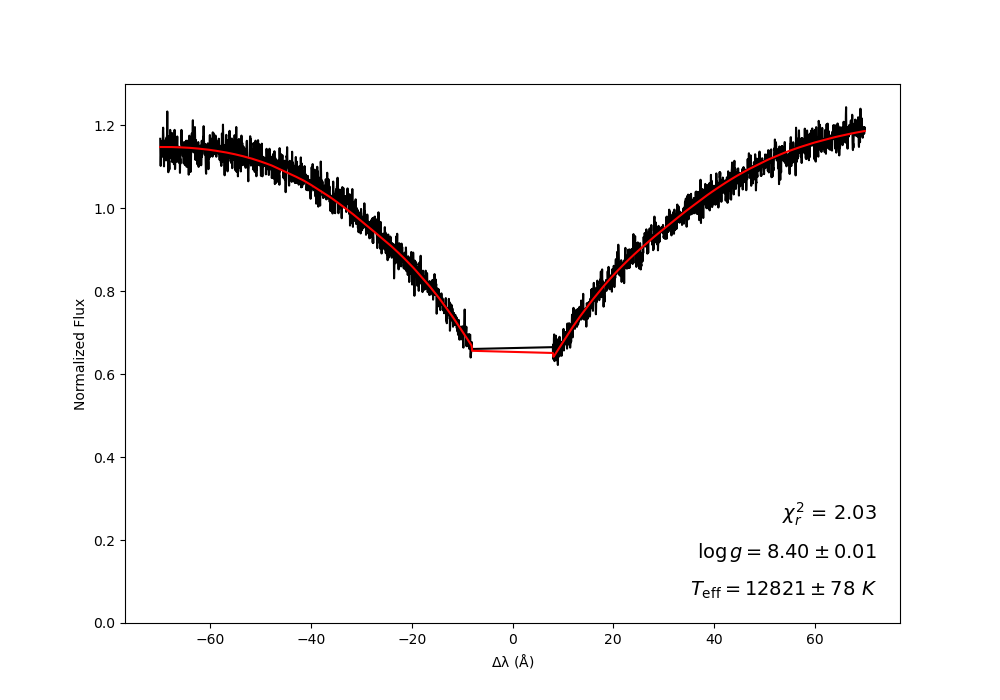 1.2
1.0
0.8
0.6
0.4
0.2
0.0
Normalized Flux
χ²ᵣ = 2.03
log g = 8.40 ± 0.01
T_eff = 12821 ± 78 K
−60 −40 −20 0 20 40 60
Δλ (Å)